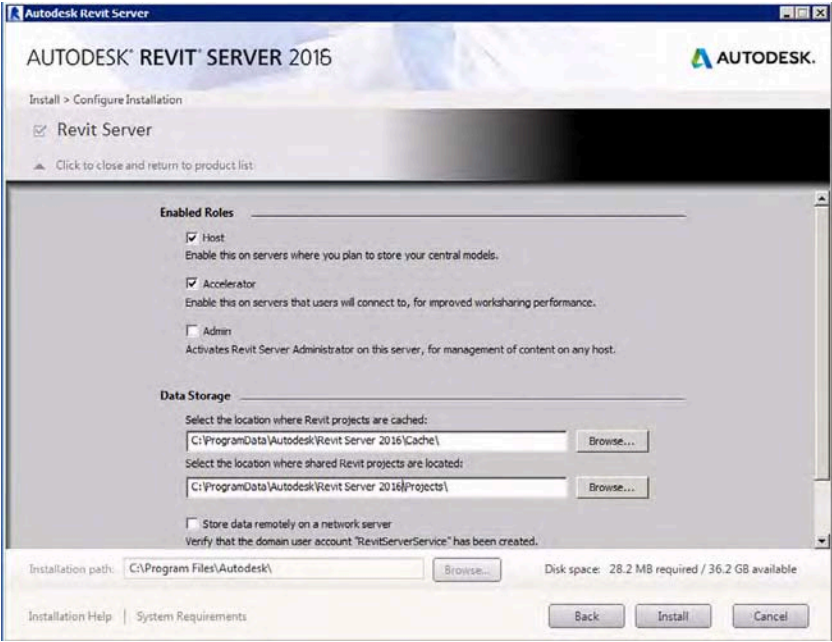 Autodesk Revit Server
AUTODESK® REVIT® SERVER 2016
AUTODESK.
Install > Configure Installation
Revit Server
Click to close and return to product list
Enabled Roles
Host
Enable this on servers where you plan to store your central models.
Accelerator
Enable this on servers that users will connect to, for improved worksharing performance.
Admin
Activates Revit Server Administrator on this server, for management of content on any host.
Data Storage
Select the location where Revit projects are cached:
C:\ProgramData\Autodesk\Revit Server 2016\Cache\
Browse...
Select the location where shared Revit projects are located:
C:\ProgramData\Autodesk\Revit Server 2016\Projects\
Browse...
Store data remotely on a network server
Verify that the domain user account "RevitServerService" has been created.
Installation path: C:\Program Files\Autodesk\ Browse... Disk space: 28.2 MB required / 36.2 GB available
Installation Help | System Requirements Back Install Cancel